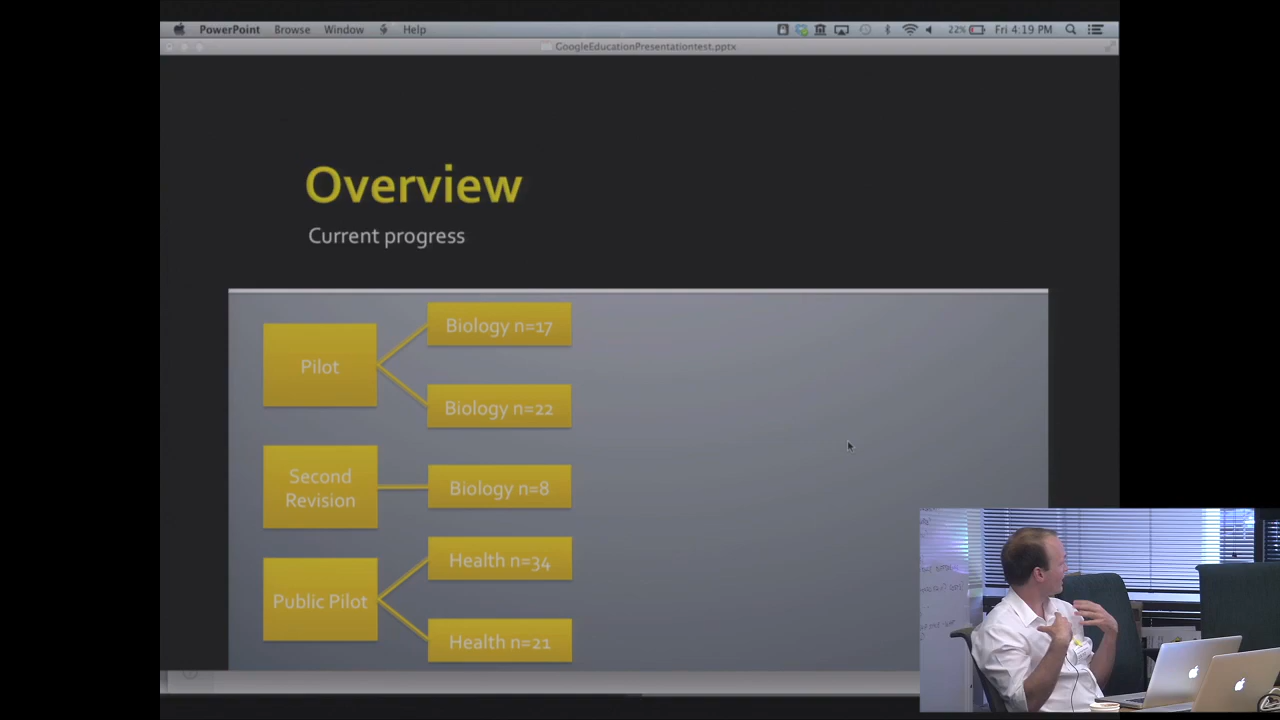 PowerPoint Browse Window Help 22% Fri 4:19 PM
GoogleEducationPresentationtest.pptx
Overview
Current progress
Pilot
Biology n=17
Biology n=22
Second
Revision
Biology n=8
Public Pilot
Health n=34
Health n=21